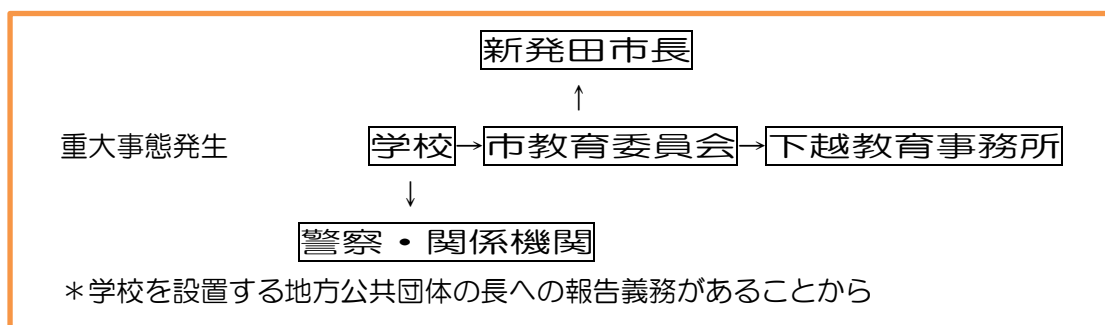 新発田市長
↑
重大事態発生 学校→市教育委員会→下越教育事務所
↓
警察・関係機関
＊学校を設置する地方公共団体の長への報告義務があることから